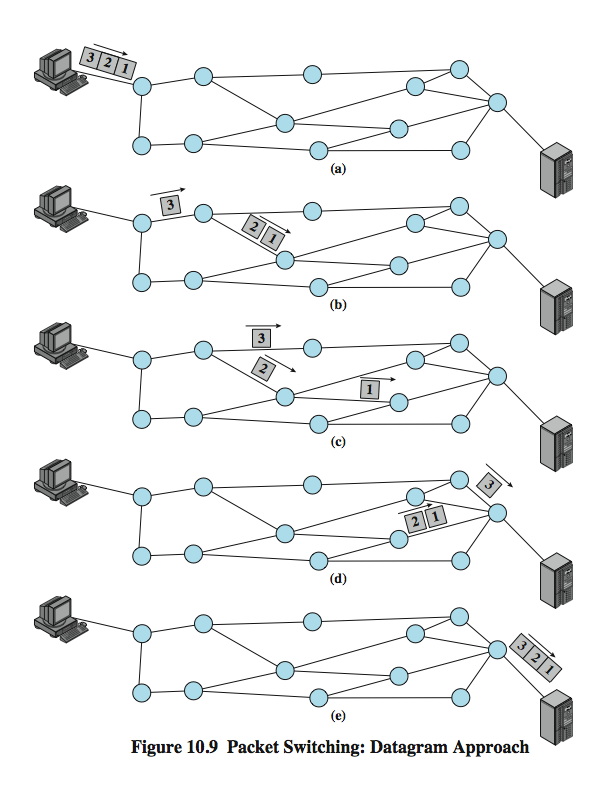 3 2 1
(a)
3
2 1
(b)
3
2
1
(c)
3
2 1
(d)
3 2 1
(e)
Figure 10.9 Packet Switching: Datagram Approach